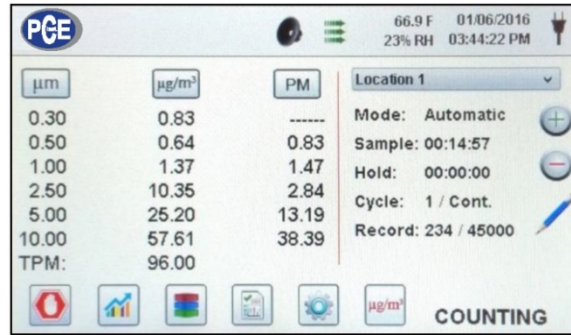 PCE
66.9 F 01/06/2016
23% RH 03:44:22 PM
µm µg/m³ PM
0.30 0.83 ------
0.50 0.64 0.83
1.00 1.37 1.47
2.50 10.35 2.84
5.00 25.20 13.19
10.00 57.61 38.39
TPM: 96.00
Location 1
Mode: Automatic
Sample: 00:14:57
Hold: 00:00:00
Cycle: 1 / Cont.
Record: 234 / 45000
µg/m³
COUNTING